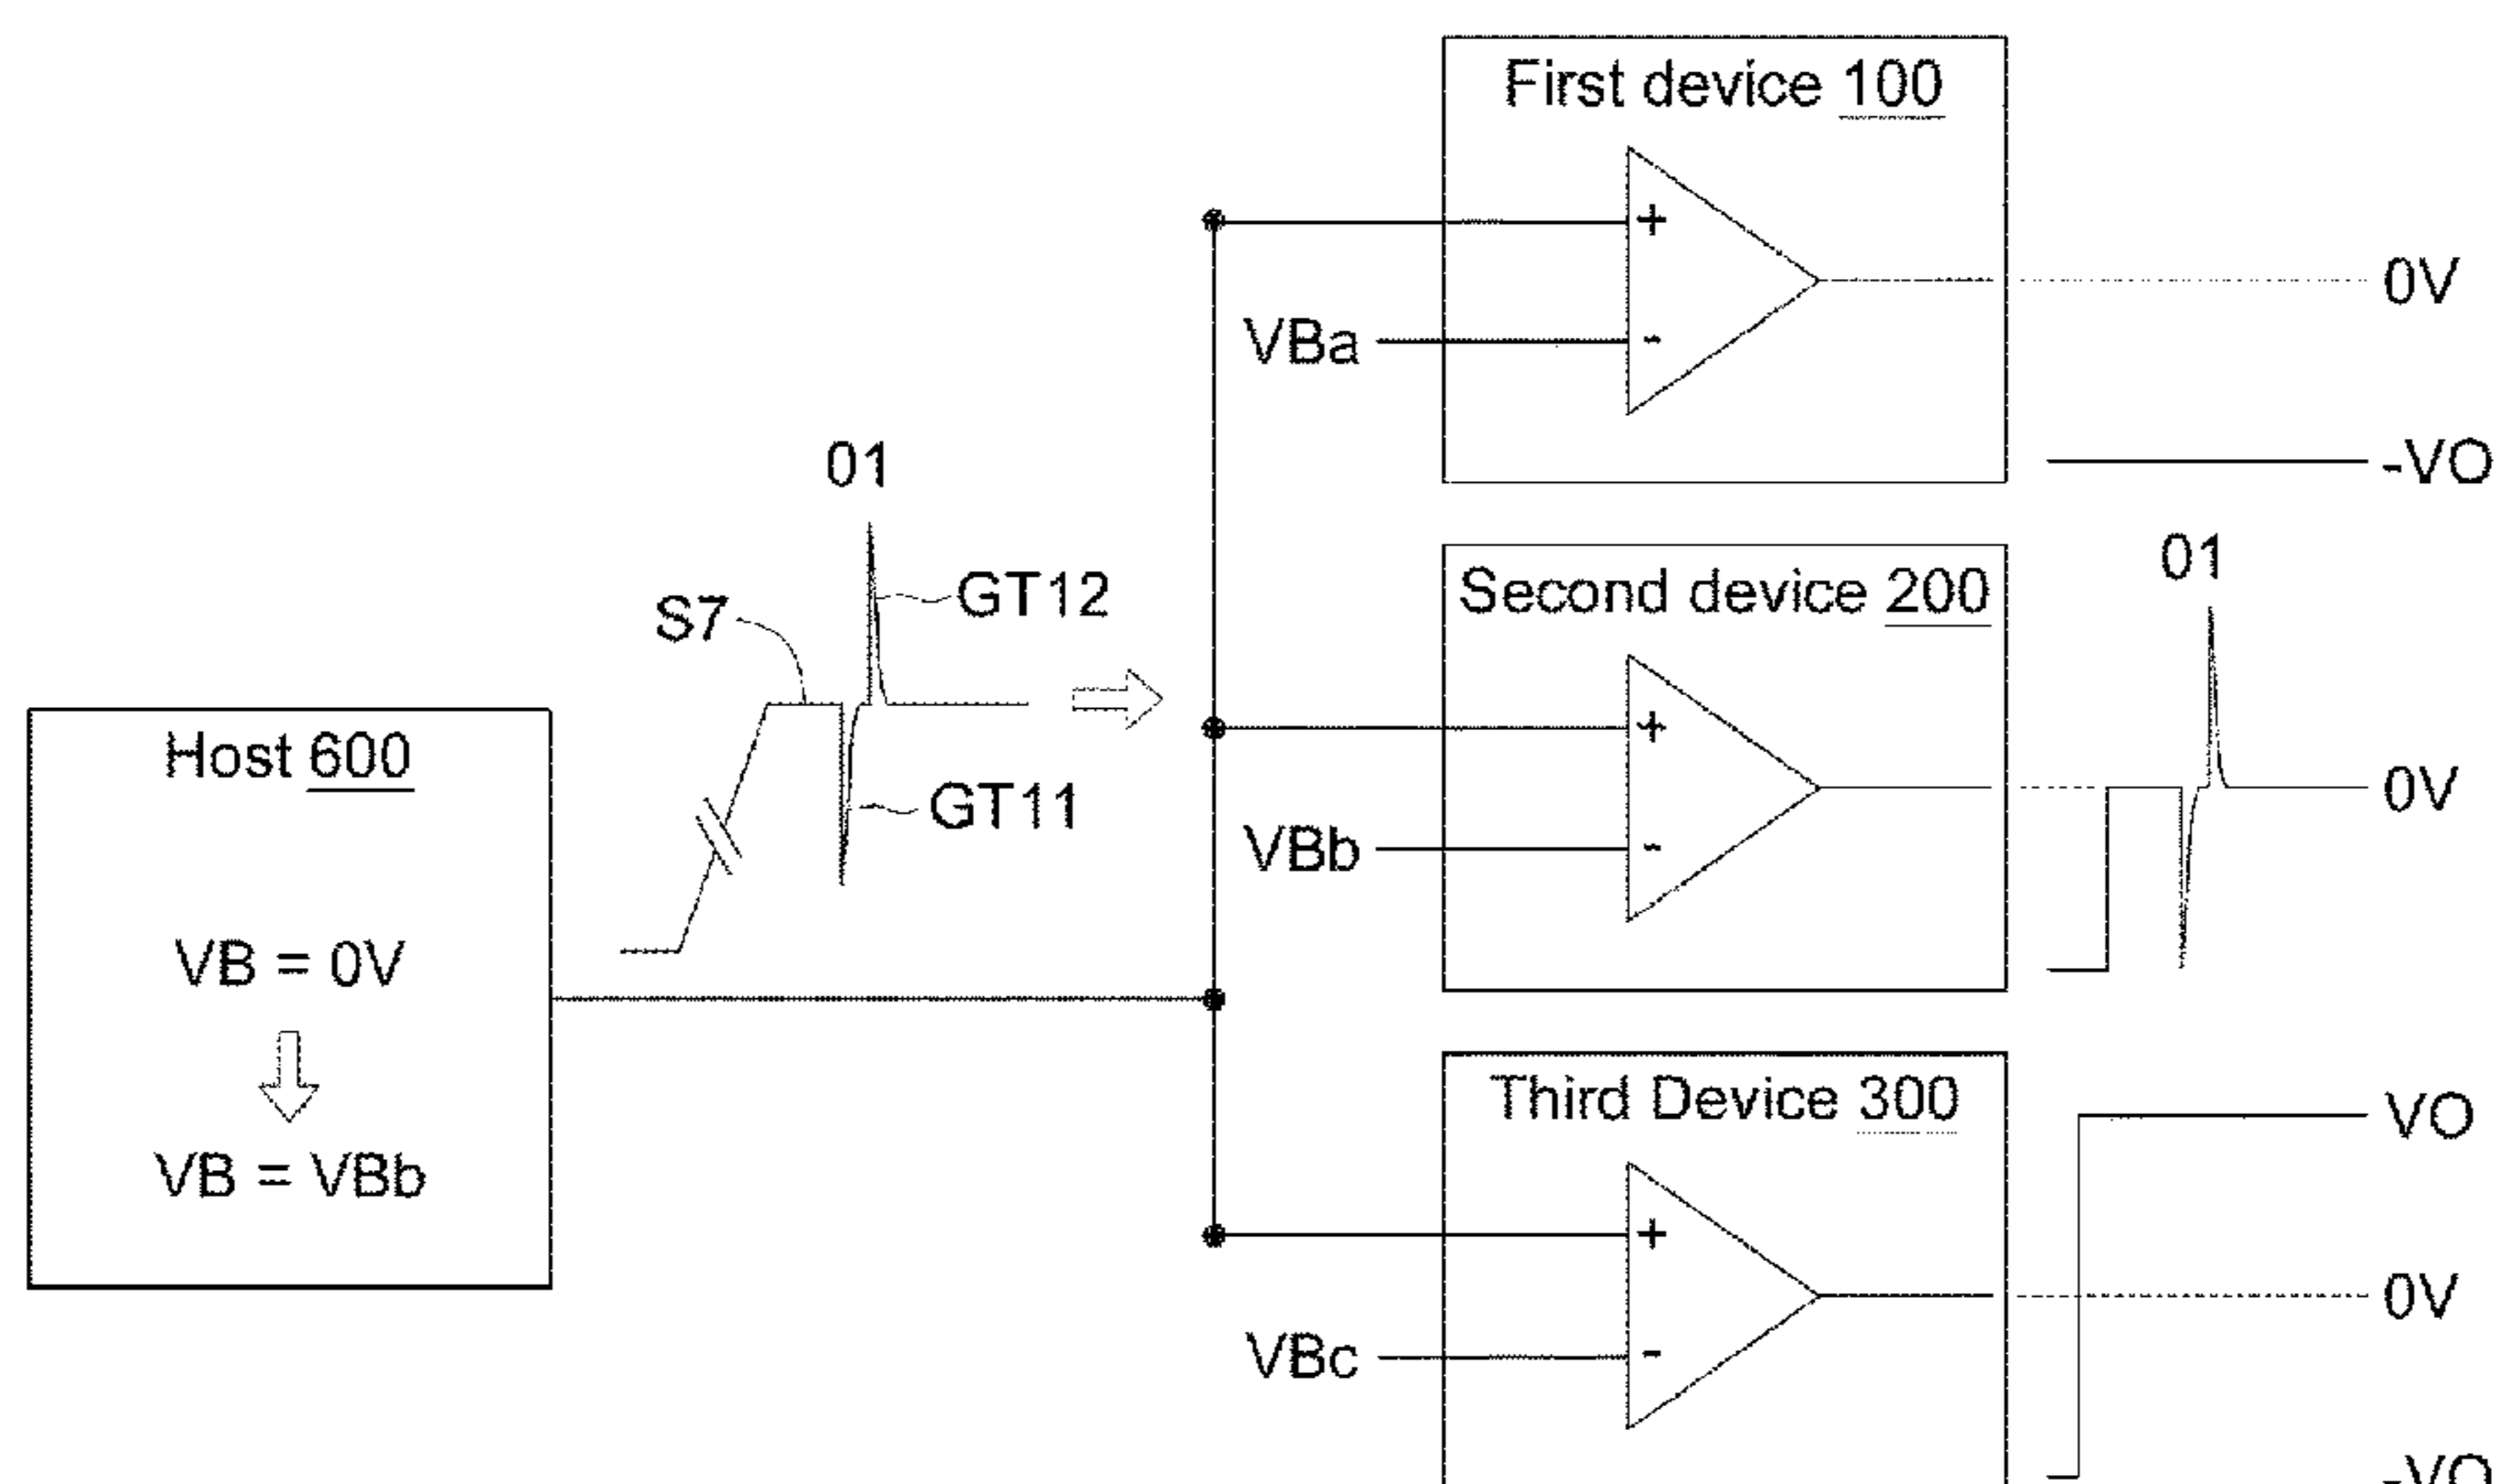 First device 100
+
0V
VBa
-
-VO
01
01
GT12
Second device 200
S7
Host 600
+
0V
GT11
VBb
-
VB = 0V
Third Device 300
VO
VB = VBb
+
0V
VBc
-
-VO